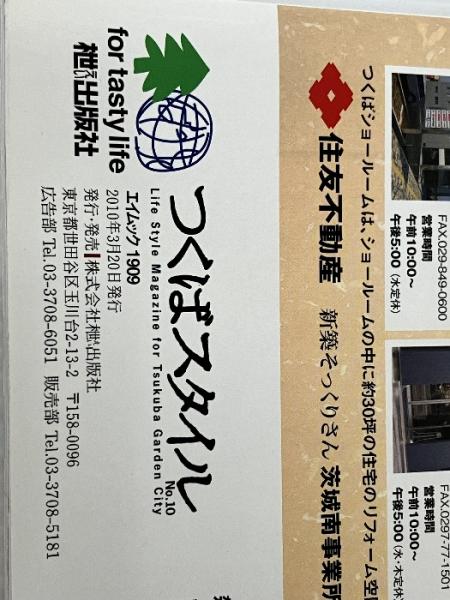 for tasty life
枻出版社
つくばスタイル No.10
Life Style Magazine for Tsukuba Garden City
エイムック 1909
2010年3月20日発行
発行・発売 株式会社枻出版社
東京都世田谷区玉川台2-13-2 〒158-0096
広告部 Tel.03-3708-6051 販売部 Tel.03-3708-5181
つくばショールームは、ショールームの中に約30坪の住宅のリフォーム空
住友不動産 新築そっくりさん 茨城南事業所
FAX.029-849-0600
営業時間
午前10:00〜
午後5:00 (水定休)
FAX.0297-77-1501
営業時間
午前10:00〜
午後5:00 (水・木定休)